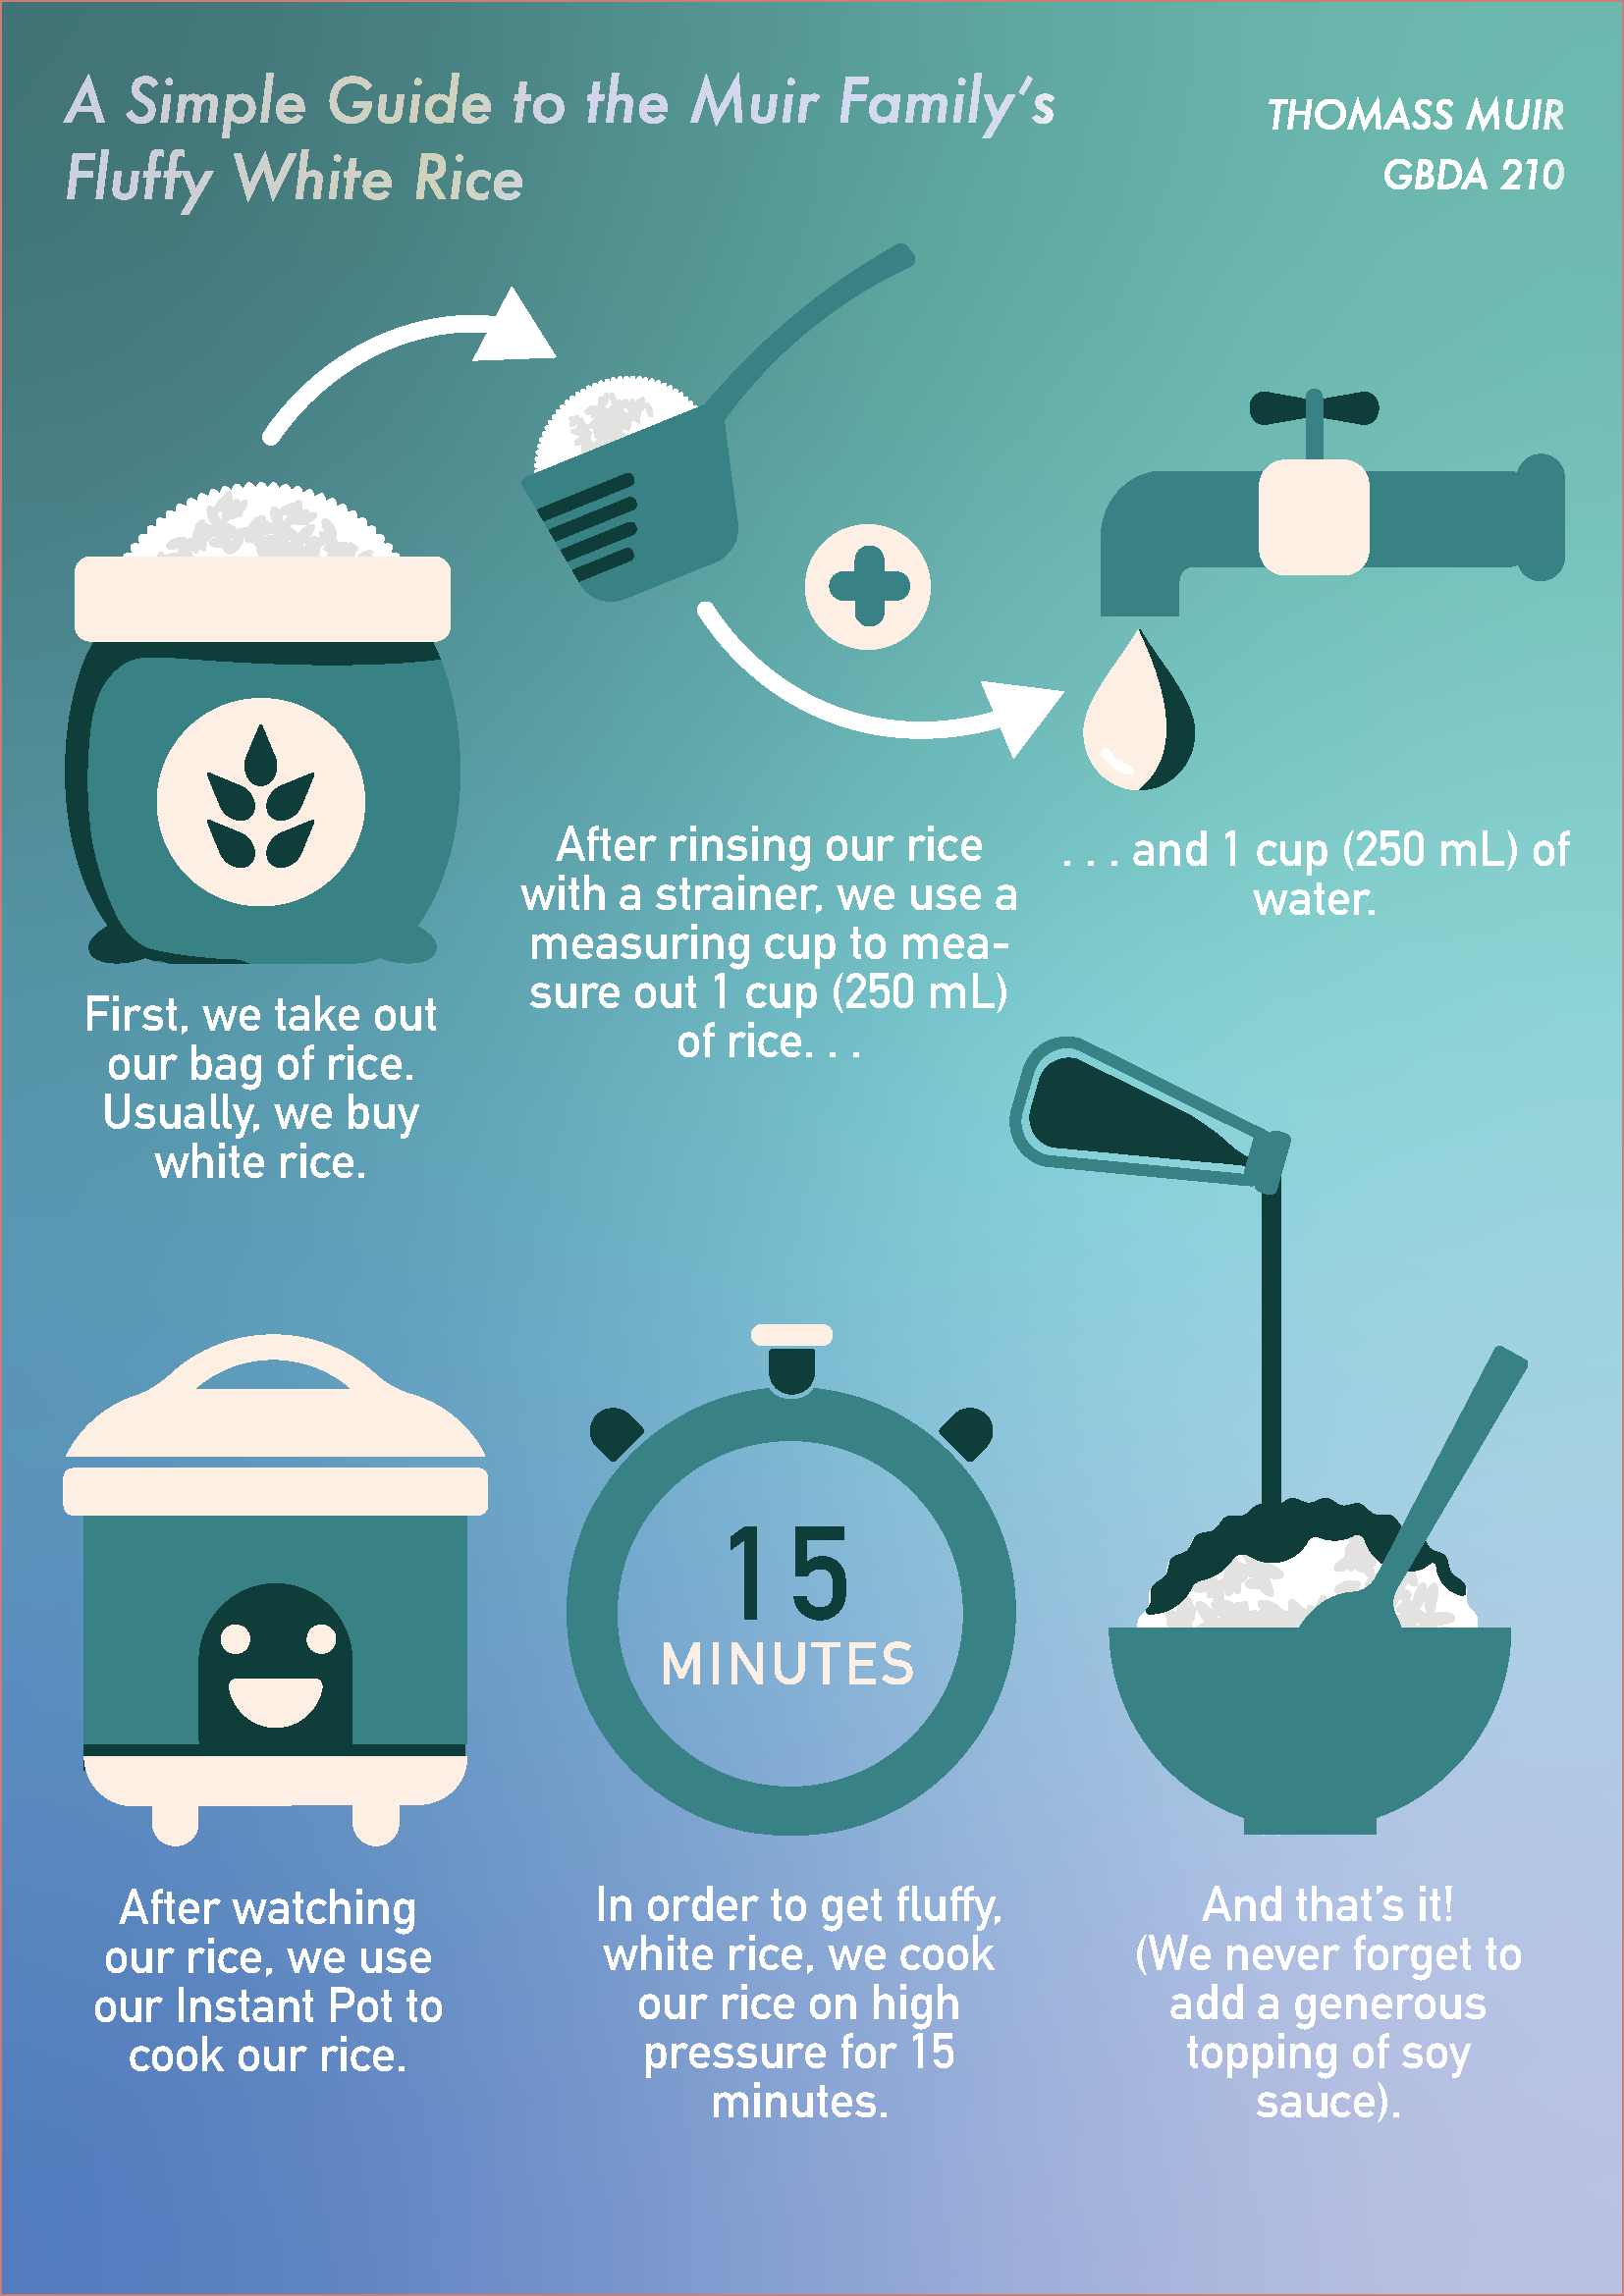 A Simple Guide to the Muir Family's
Fluffy White Rice
THOMASS MUIR
GBDA 210
First, we take out
our bag of rice.
Usually, we buy
white rice.
After rinsing our rice
with a strainer, we use a
measuring cup to mea-
sure out 1 cup (250 mL)
of rice. . .
. . . and 1 cup (250 mL) of
water.
After watching
our rice, we use
our Instant Pot to
cook our rice.
15
MINUTES
In order to get fluffy,
white rice, we cook
our rice on high
pressure for 15
minutes.
And that's it!
(We never forget to
add a generous
topping of soy
sauce).